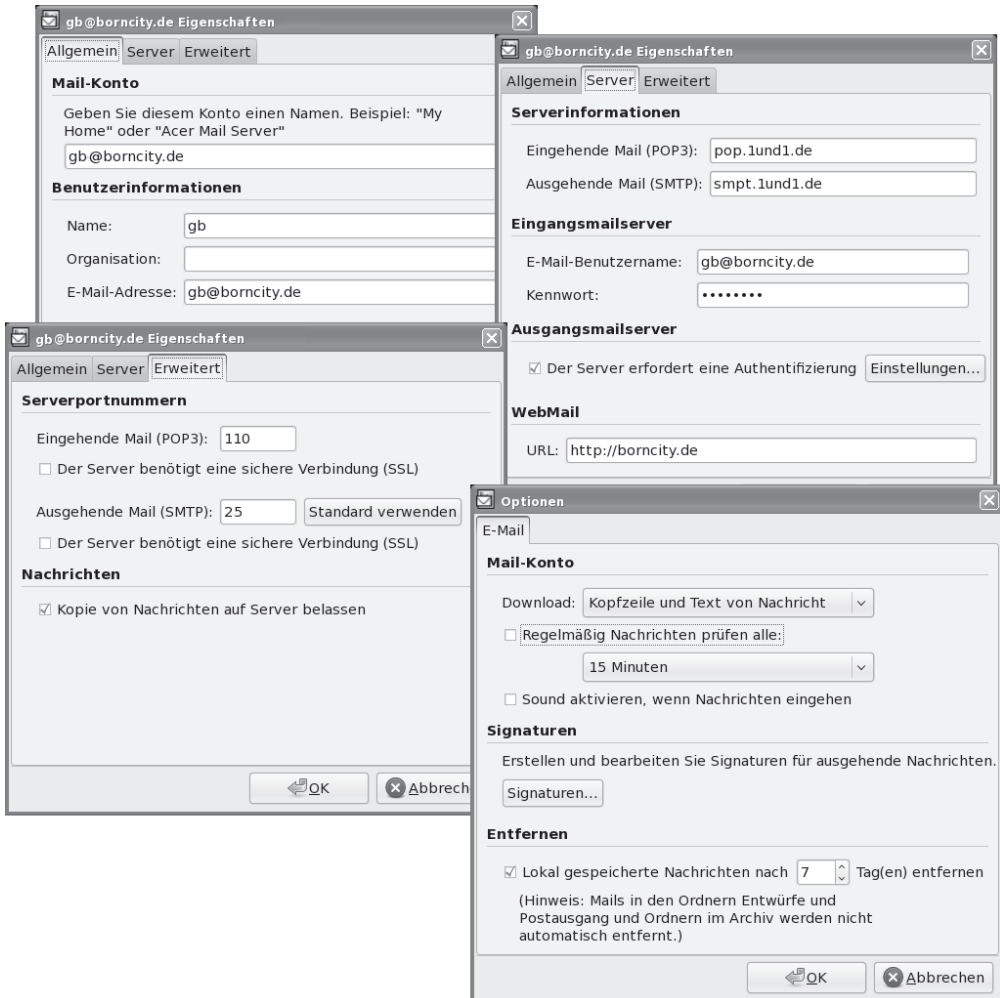 gb@borncity.de Eigenschaften
Allgemein Server Erweitert
Mail-Konto
Geben Sie diesem Konto einen Namen. Beispiel: "My
Home" oder "Acer Mail Server"
gb@borncity.de
Benutzerinformationen
Name: gb
Organisation:
E-Mail-Adresse: gb@borncity.de
gb@borncity.de Eigenschaften
Allgemein Server Erweitert
Serverinformationen
Eingehende Mail (POP3): pop.1und1.de
Ausgehende Mail (SMTP): smpt.1und1.de
Eingangsmailserver
E-Mail-Benutzername: gb@borncity.de
Kennwort: ••••••••
Ausgangsmailserver
Der Server erfordert eine Authentifizierung Einstellungen...
WebMail
URL: http://borncity.de
gb@borncity.de Eigenschaften
Allgemein Server Erweitert
Serverportnummern
Eingehende Mail (POP3): 110
Der Server benötigt eine sichere Verbindung (SSL)
Ausgehende Mail (SMTP): 25 Standard verwenden
Der Server benötigt eine sichere Verbindung (SSL)
Nachrichten
Kopie von Nachrichten auf Server belassen
OK Abbrech
Optionen
E-Mail
Mail-Konto
Download: Kopfzeile und Text von Nachricht
Regelmäßig Nachrichten prüfen alle:
15 Minuten
Sound aktivieren, wenn Nachrichten eingehen
Signaturen
Erstellen und bearbeiten Sie Signaturen für ausgehende Nachrichten.
Signaturen...
Entfernen
Lokal gespeicherte Nachrichten nach 7 Tag(en) entfernen
(Hinweis: Mails in den Ordnern Entwürfe und
Postausgang und Ordnern im Archiv werden nicht
automatisch entfernt.)
OK Abbrechen